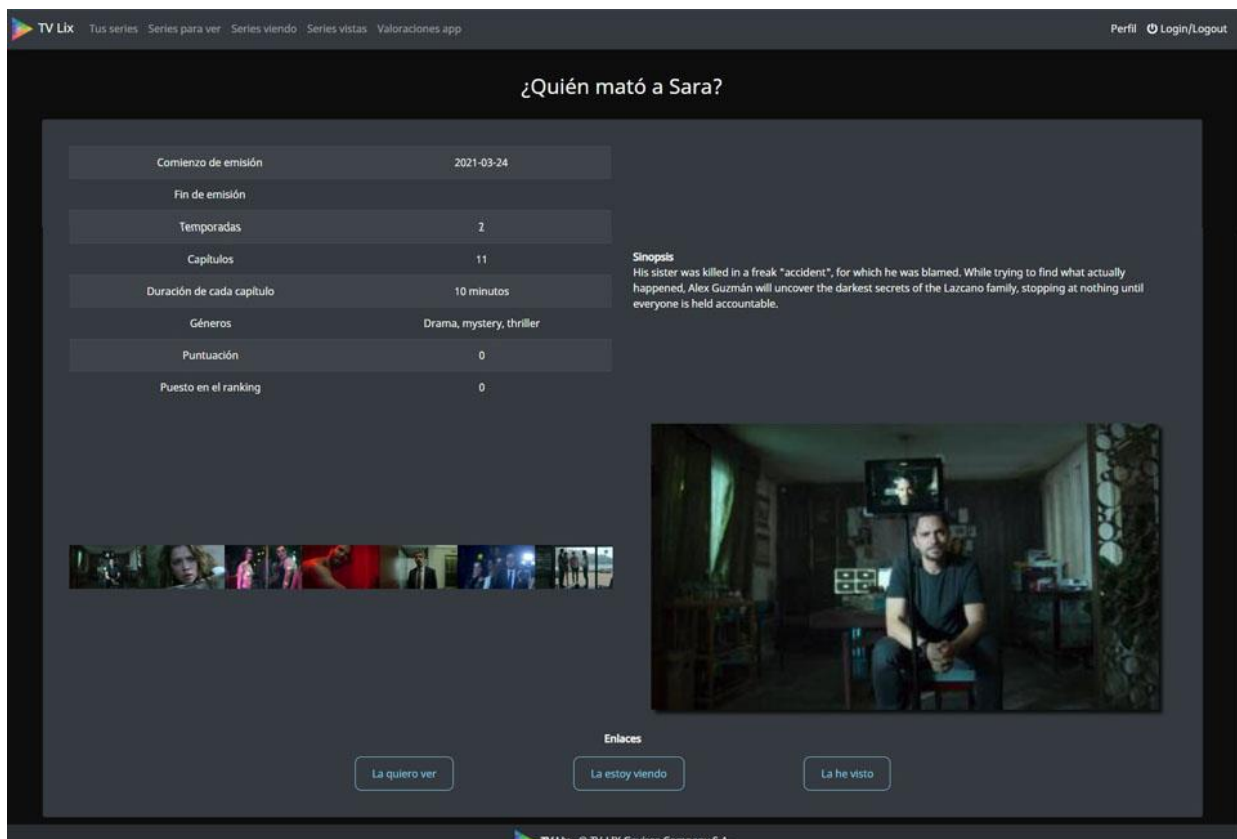 TV Lix Tus series Series para ver Series viendo Series vistas Valoraciones app Perfil Login/Logout
¿Quién mató a Sara?
Comienzo de emisión 2021-03-24
Fin de emisión
Temporadas 2
Capítulos 11
Duración de cada capítulo 10 minutos
Géneros Drama, mystery, thriller
Puntuación 0
Puesto en el ranking 0
Sinopsis
His sister was killed in a freak "accident", for which he was blamed. While trying to find what actually
happened, Alex Guzmán will uncover the darkest secrets of the Lazcano family, stopping at nothing until
everyone is held accountable.
Enlaces
La quiero ver La estoy viendo La he visto